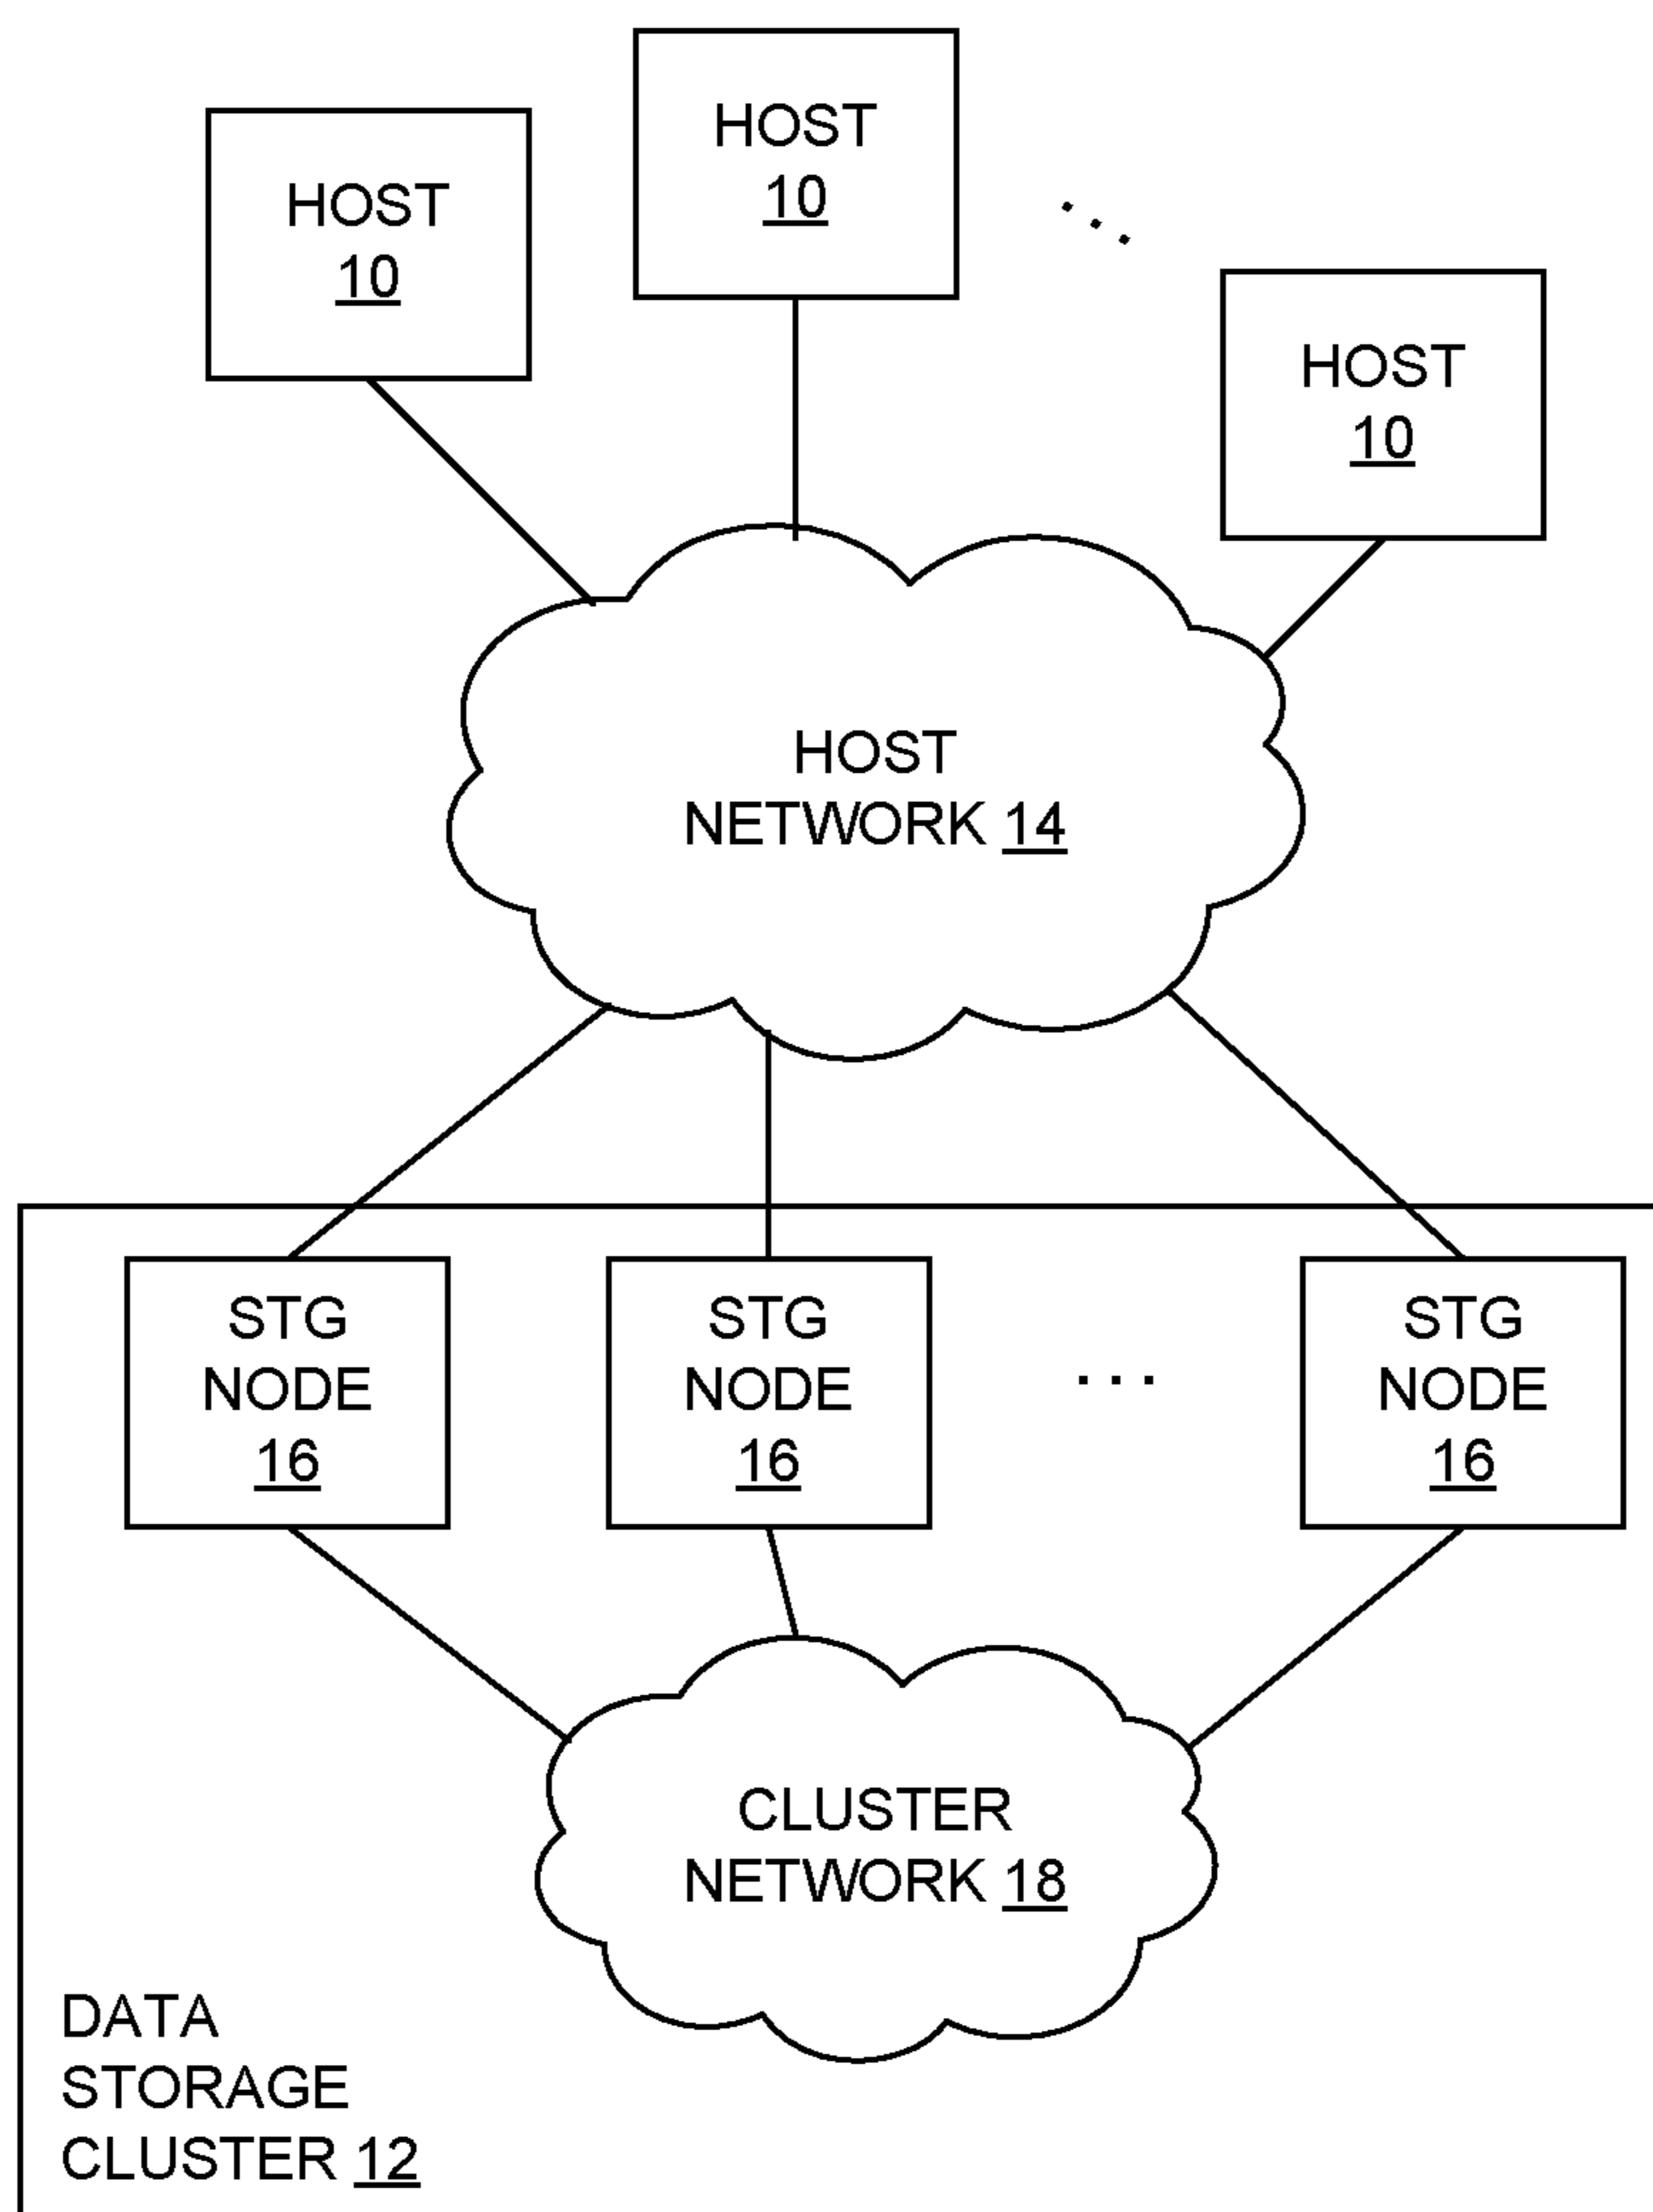 HOST
10
HOST
10
HOST
10
HOST
NETWORK 14
STG
NODE
16
STG
NODE
16
STG
NODE
16
CLUSTER
NETWORK 18
DATA
STORAGE
CLUSTER 12